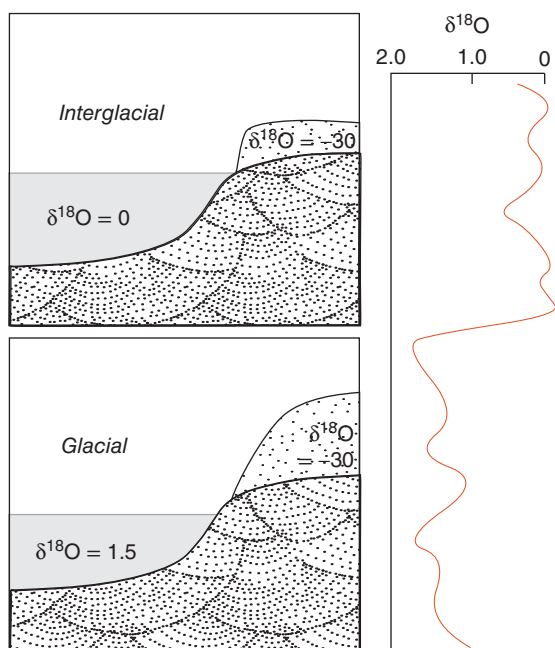 Interglacial
δ¹⁸O = −30
δ¹⁸O = 0
Glacial
δ¹⁸O
= −30
δ¹⁸O = 1.5
δ¹⁸O
2.0 1.0 0